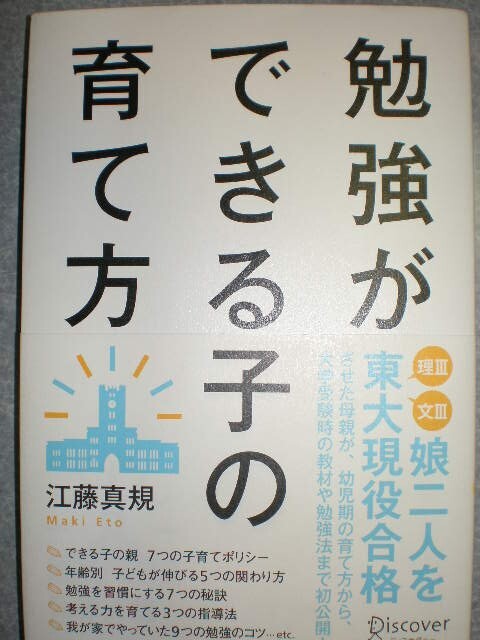 勉強が
できる子の
育て方
理Ⅲ
文Ⅲ
娘二人を
東大現役合格
させた母親が、幼児期の育て方から、
大学受験時の教材や勉強法まで初公開
江藤真規
Maki Eto
できる子の親 7つの子育てポリシー
年齢別 子どもが伸びる5つの関わり方
勉強を習慣にする7つの秘訣
考える力を育てる3つの指導法
我が家でやっていた9つの勉強のコツ…etc.
Discover